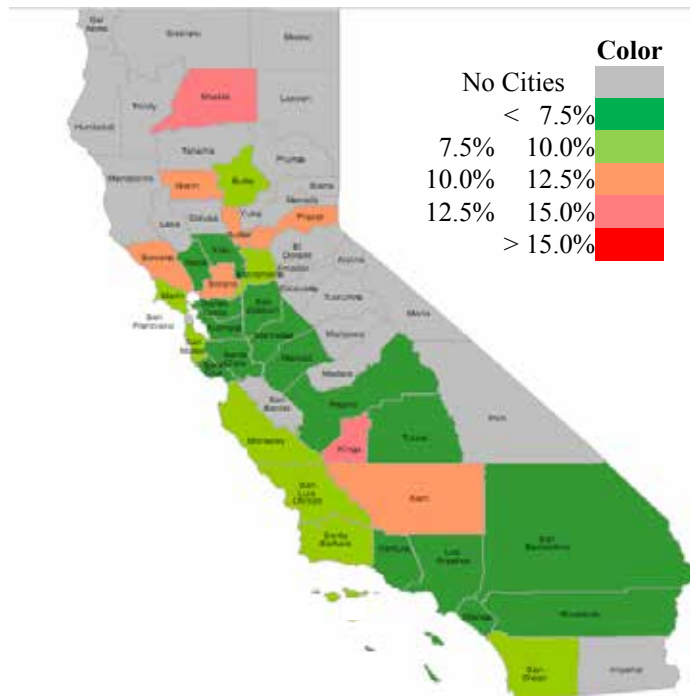 Color
No Cities
< 7.5%
7.5% 10.0%
10.0% 12.5%
12.5% 15.0%
> 15.0%
Del
Norte
Siskiyou
Modoc
Shasta
Trinity
Lassen
Humboldt
Tehama
Plumas
Mendocino
Glenn
Butte
Sierra
Nevada
Yuba
Placer
Lake
Colusa
Sutter
El
Dorado
Yolo
Sonoma
Napa
Sacramento
Amador
Alpine
Solano
Calaveras
Marin
Contra
Costa
San
Joaquin
Tuolumne
Mono
San
Francisco
Alameda
Stanislaus
Mariposa
San
Mateo
Santa
Clara
Merced
Santa
Cruz
Madera
San
Benito
Fresno
Inyo
Monterey
Kings
Tulare
San
Luis
Obispo
Kern
Santa
Barbara
Ventura
Los
Angeles
San
Bernardino
Orange
Riverside
San
Diego
Imperial